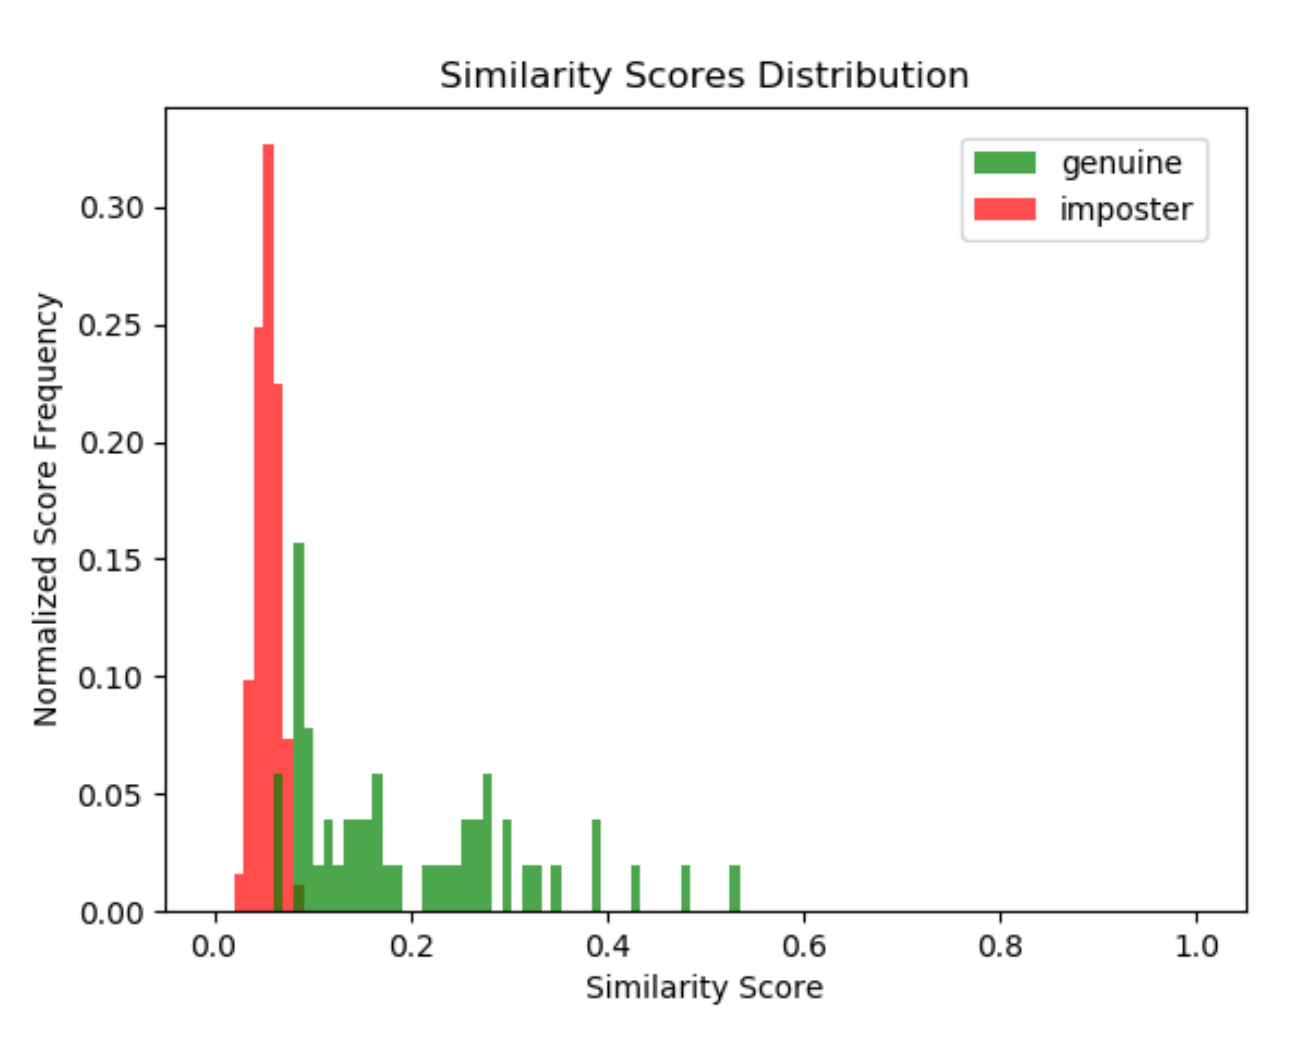 Similarity Scores Distribution
genuine
imposter
Normalized Score Frequency
0.30
0.25
0.20
0.15
0.10
0.05
0.00
0.0 0.2 0.4 0.6 0.8 1.0
Similarity Score